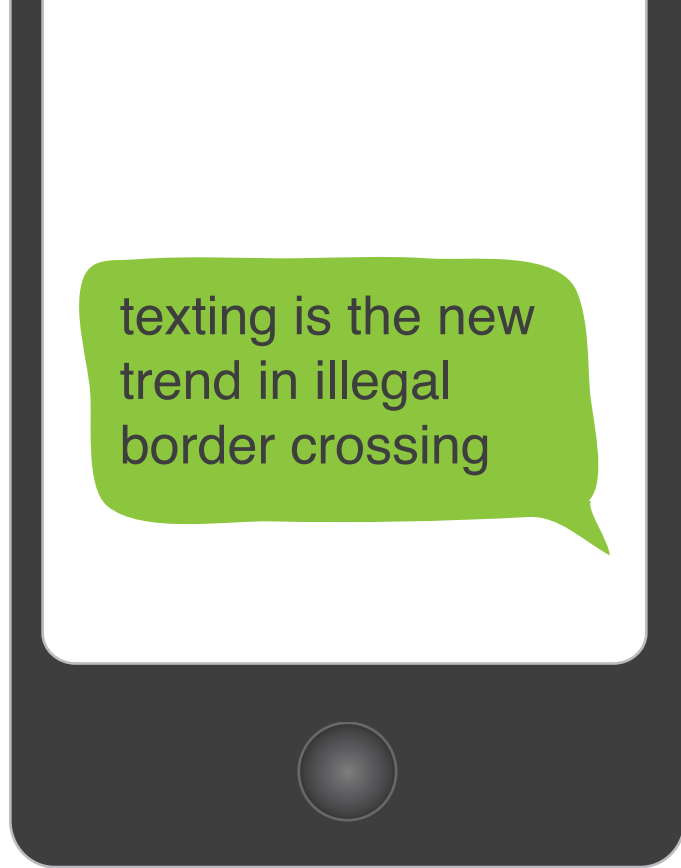 texting is the new
trend in illegal
border crossing